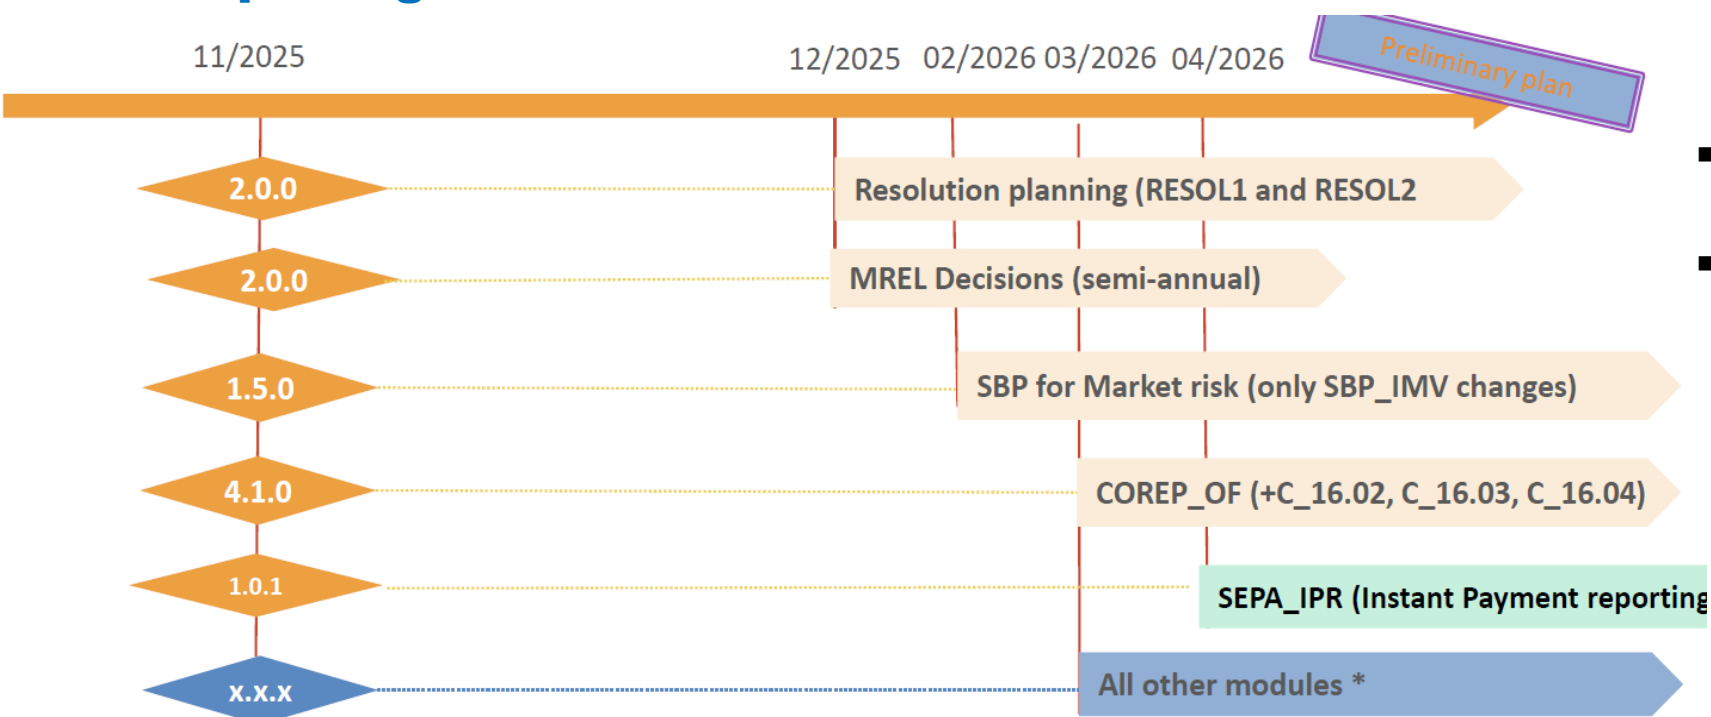 11/2025
12/2025 02/2026 03/2026 04/2026
Preliminary plan
2.0.0
Resolution planning (RESOL1 and RESOL2
2.0.0
MREL Decisions (semi-annual)
1.5.0
SBP for Market risk (only SBP_IMV changes)
4.1.0
COREP_OF (+C_16.02, C_16.03, C_16.04)
1.0.1
SEPA_IPR (Instant Payment reporting
x.x.x
All other modules *